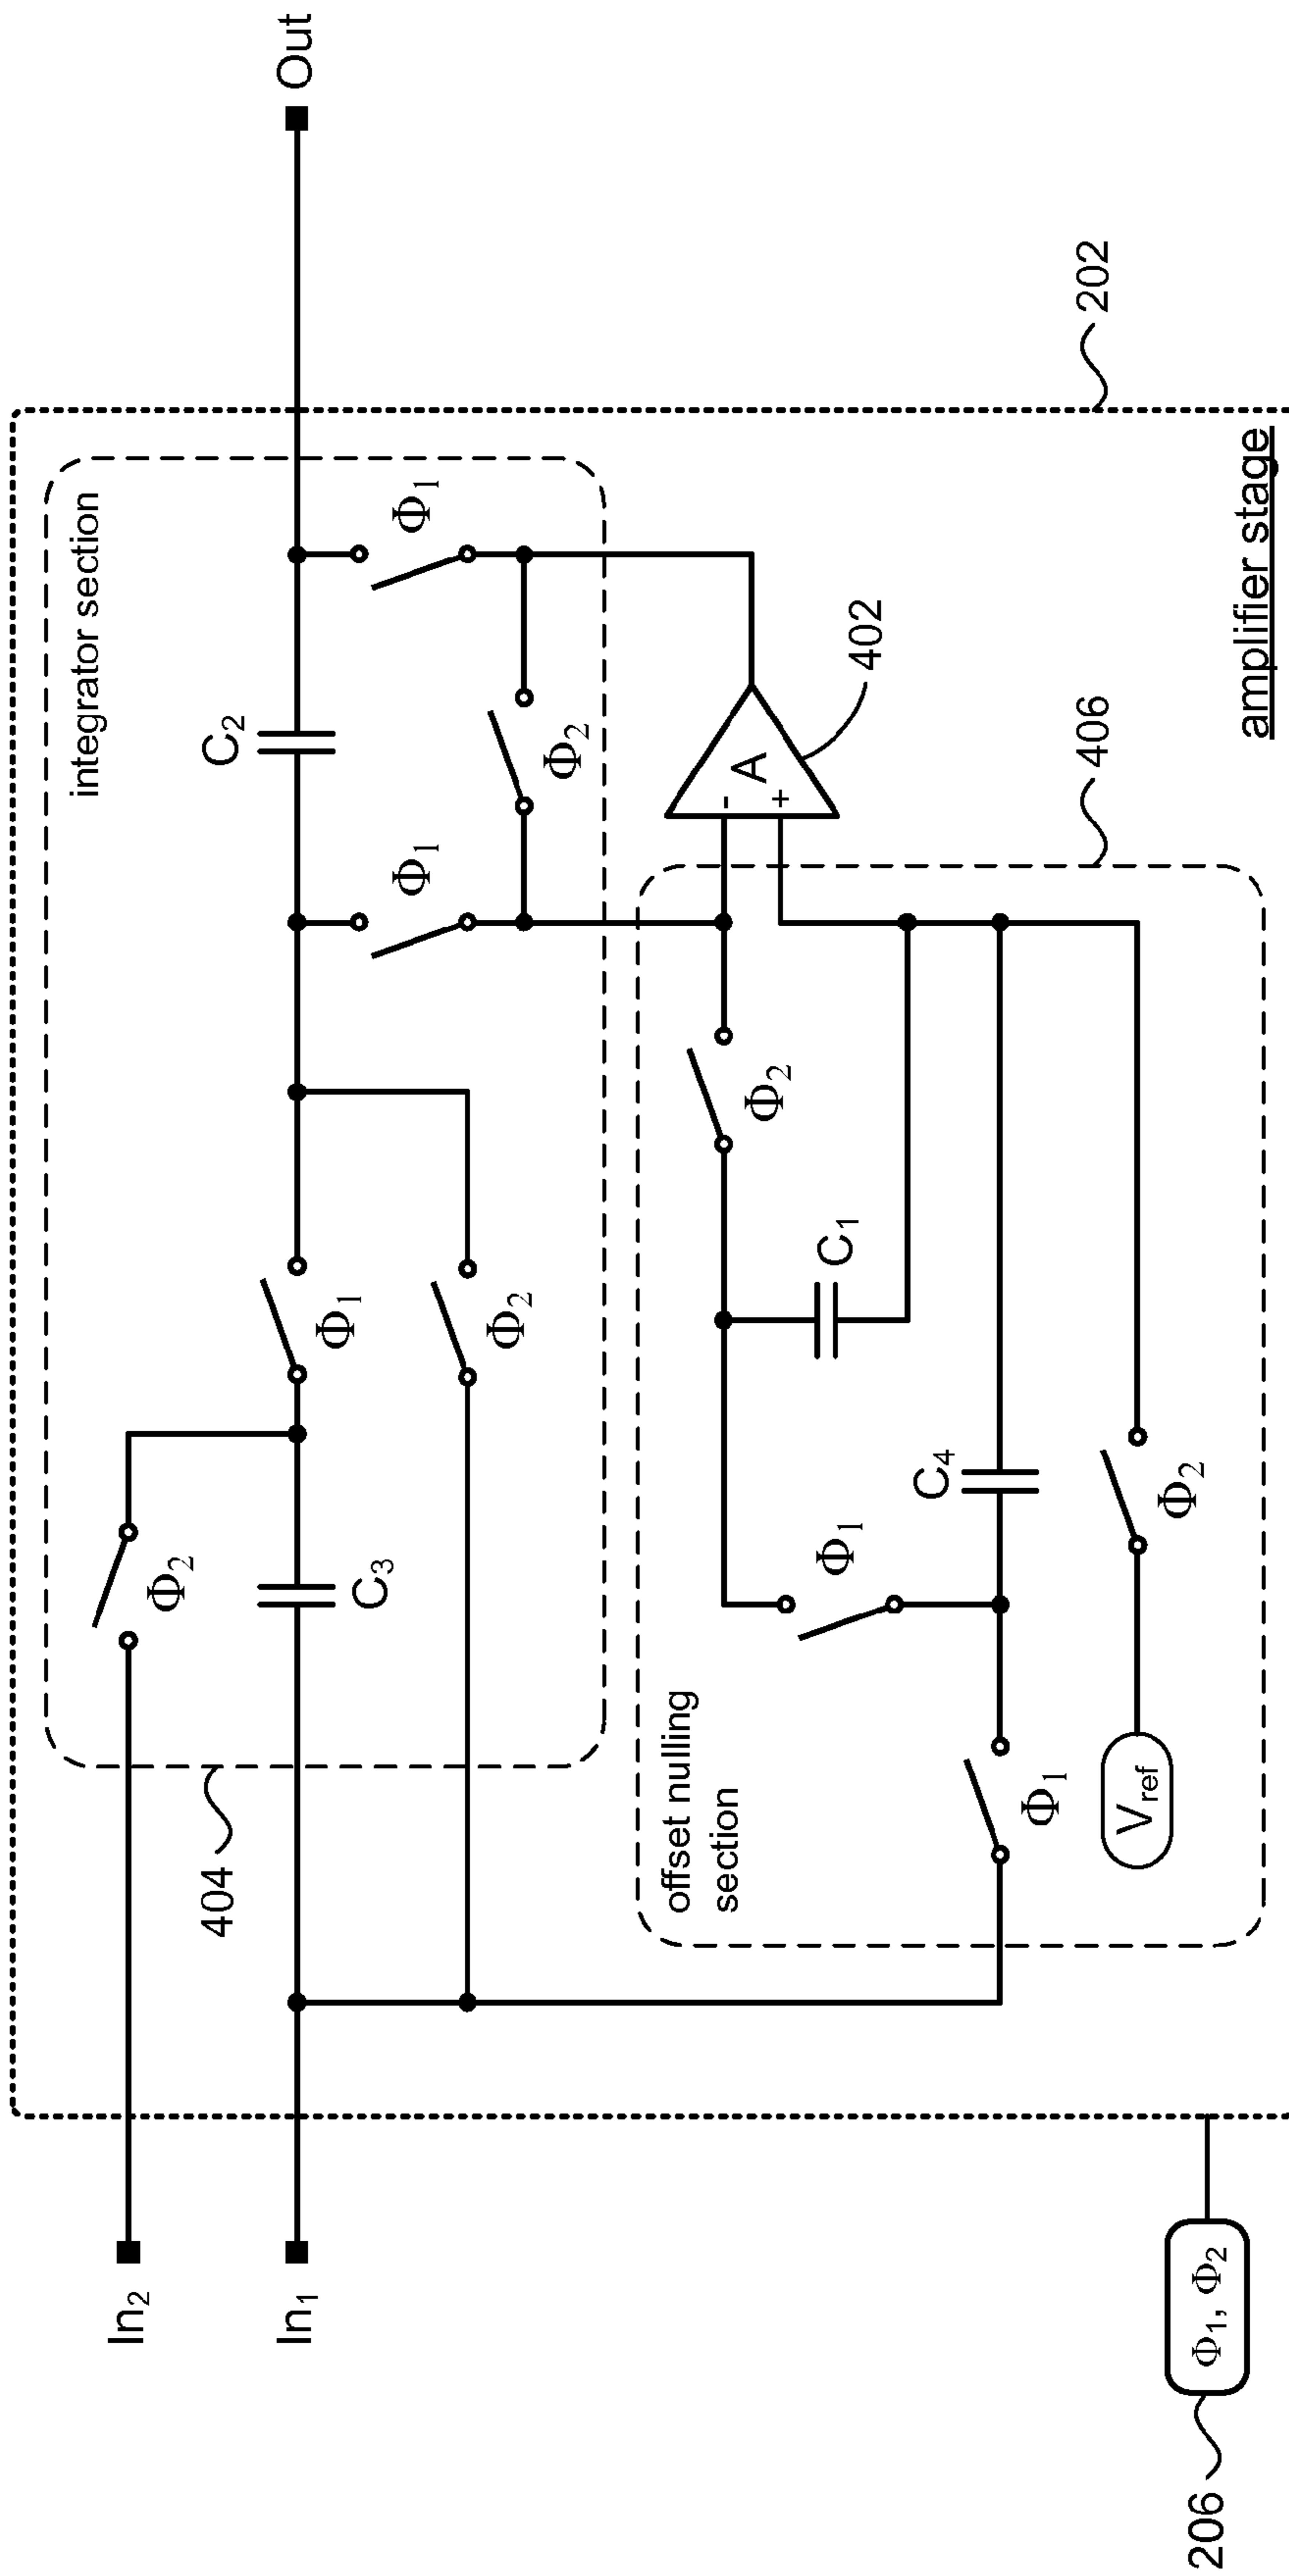 In₂
In₁
Out
404
integrator section
Φ₂
C₃
Φ₁
Φ₂
C₂
Φ₁
Φ₁
Φ₂
offset nulling
section
Φ₁
Φ₁
C₄
C₁
Φ₂
V_ref
Φ₂
A
-
+
402
406
202
amplifier stage
Φ₁, Φ₂
206